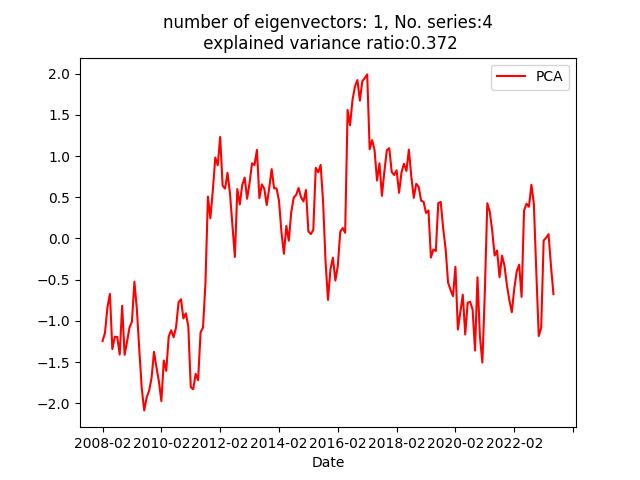 number of eigenvectors: 1, No. series:4
explained variance ratio:0.372
PCA
2.0
1.5
1.0
0.5
0.0
−0.5
−1.0
−1.5
−2.0
2008-02 2010-02 2012-02 2014-02 2016-02 2018-02 2020-02 2022-02
Date